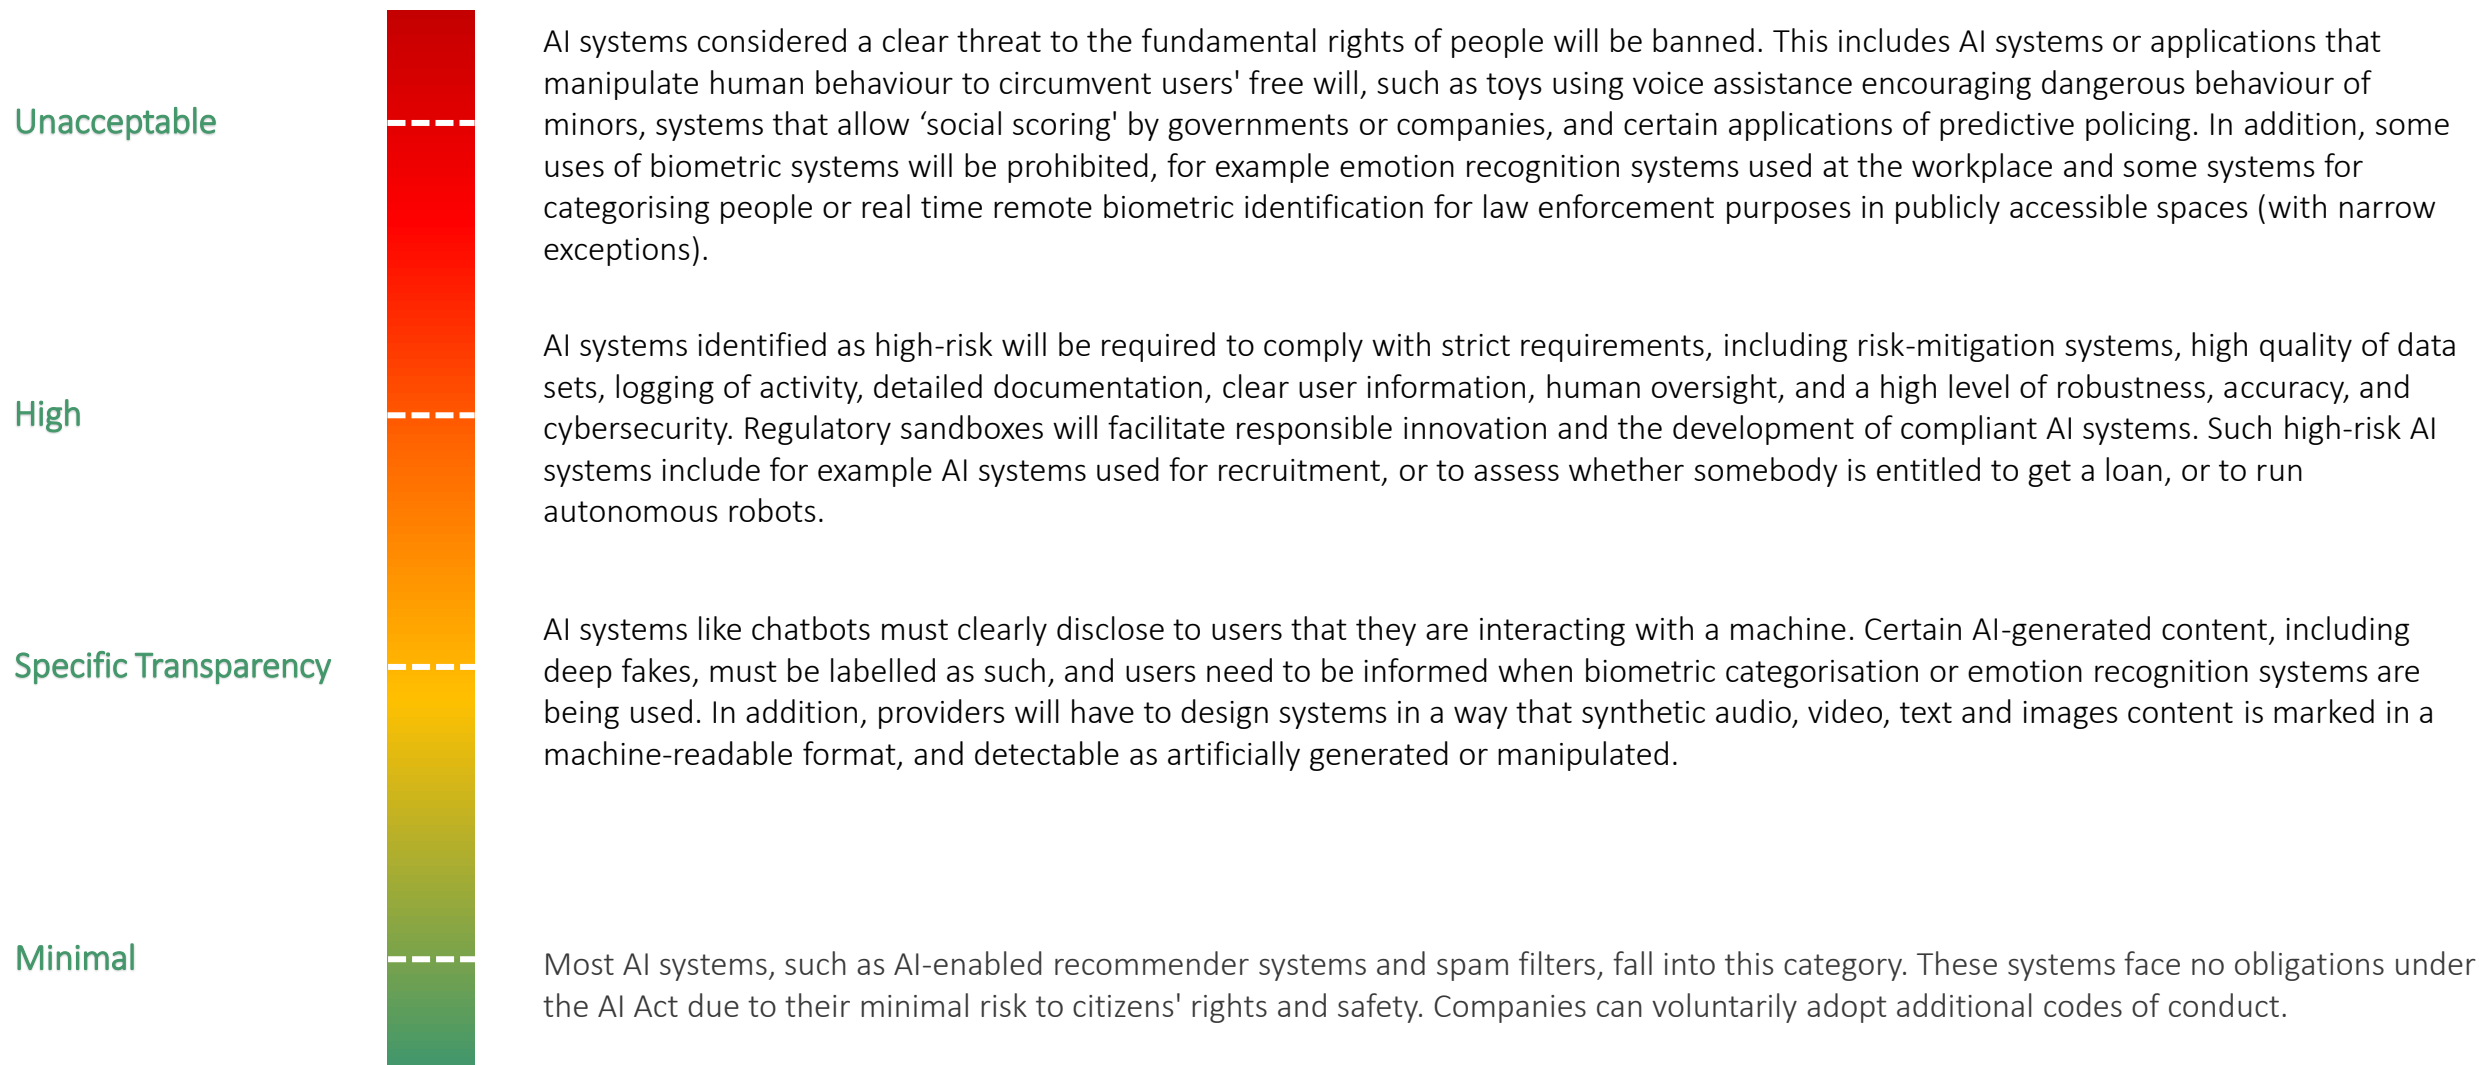 Unacceptable
AI systems considered a clear threat to the fundamental rights of people will be banned. This includes AI systems or applications that
manipulate human behaviour to circumvent users' free will, such as toys using voice assistance encouraging dangerous behaviour of
minors, systems that allow ‘social scoring' by governments or companies, and certain applications of predictive policing. In addition, some
uses of biometric systems will be prohibited, for example emotion recognition systems used at the workplace and some systems for
categorising people or real time remote biometric identification for law enforcement purposes in publicly accessible spaces (with narrow
exceptions).
High
AI systems identified as high-risk will be required to comply with strict requirements, including risk-mitigation systems, high quality of data
sets, logging of activity, detailed documentation, clear user information, human oversight, and a high level of robustness, accuracy, and
cybersecurity. Regulatory sandboxes will facilitate responsible innovation and the development of compliant AI systems. Such high-risk AI
systems include for example AI systems used for recruitment, or to assess whether somebody is entitled to get a loan, or to run
autonomous robots.
Specific Transparency
AI systems like chatbots must clearly disclose to users that they are interacting with a machine. Certain AI-generated content, including
deep fakes, must be labelled as such, and users need to be informed when biometric categorisation or emotion recognition systems are
being used. In addition, providers will have to design systems in a way that synthetic audio, video, text and images content is marked in a
machine-readable format, and detectable as artificially generated or manipulated.
Minimal
Most AI systems, such as AI-enabled recommender systems and spam filters, fall into this category. These systems face no obligations under
the AI Act due to their minimal risk to citizens' rights and safety. Companies can voluntarily adopt additional codes of conduct.